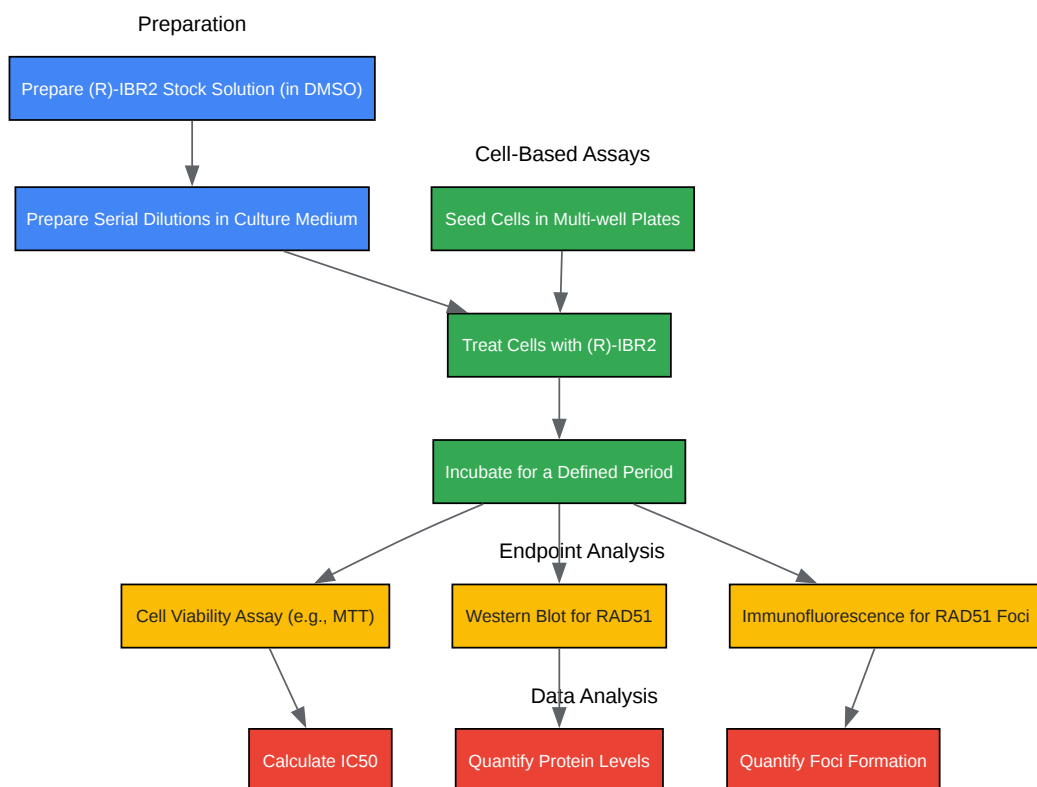 Preparation
Prepare (R)-IBR2 Stock Solution (in DMSO)
Cell-Based Assays
Prepare Serial Dilutions in Culture Medium
Seed Cells in Multi-well Plates
Treat Cells with (R)-IBR2
Incubate for a Defined Period
Endpoint Analysis
Cell Viability Assay (e.g., MTT)
Western Blot for RAD51
Immunofluorescence for RAD51 Foci
Data Analysis
Calculate IC50
Quantify Protein Levels
Quantify Foci Formation